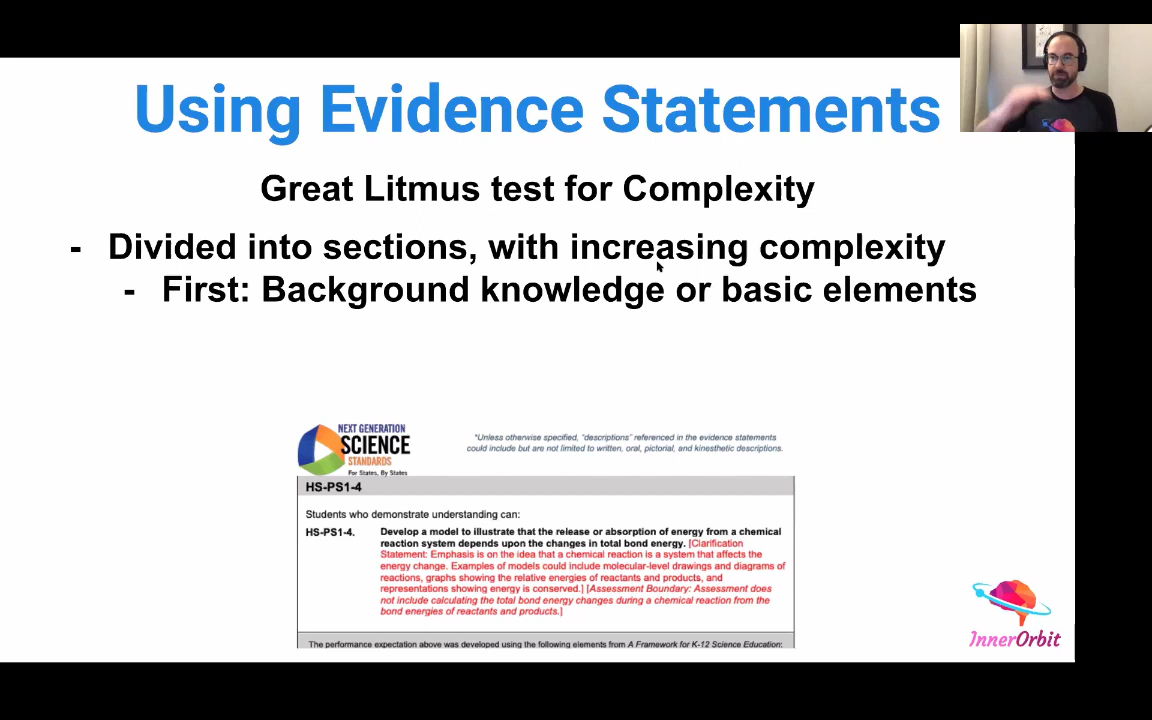 Using Evidence Statements
Great Litmus test for Complexity
- Divided into sections, with increasing complexity
- First: Background knowledge or basic elements
NEXT GENERATION
SCIENCE
STANDARDS
For States, By States
*Unless otherwise specified, "descriptions" referenced in the evidence statements
could include but are not limited to written, oral, pictorial, and kinesthetic descriptions.
HS-PS1-4
Students who demonstrate understanding can:
HS-PS1-4. Develop a model to illustrate that the release or absorption of energy from a chemical
reaction system depends upon the changes in total bond energy. [Clarification
Statement: Emphasis is on the idea that a chemical reaction is a system that affects the
energy change. Examples of models could include molecular-level drawings and diagrams of
reactions, graphs showing the relative energies of reactants and products, and
representations showing energy is conserved.] [Assessment Boundary: Assessment does
not include calculating the total bond energy changes during a chemical reaction from the
bond energies of reactants and products.]
The performance expectation above was developed using the following elements from A Framework for K-12 Science Education:
InnerOrbit